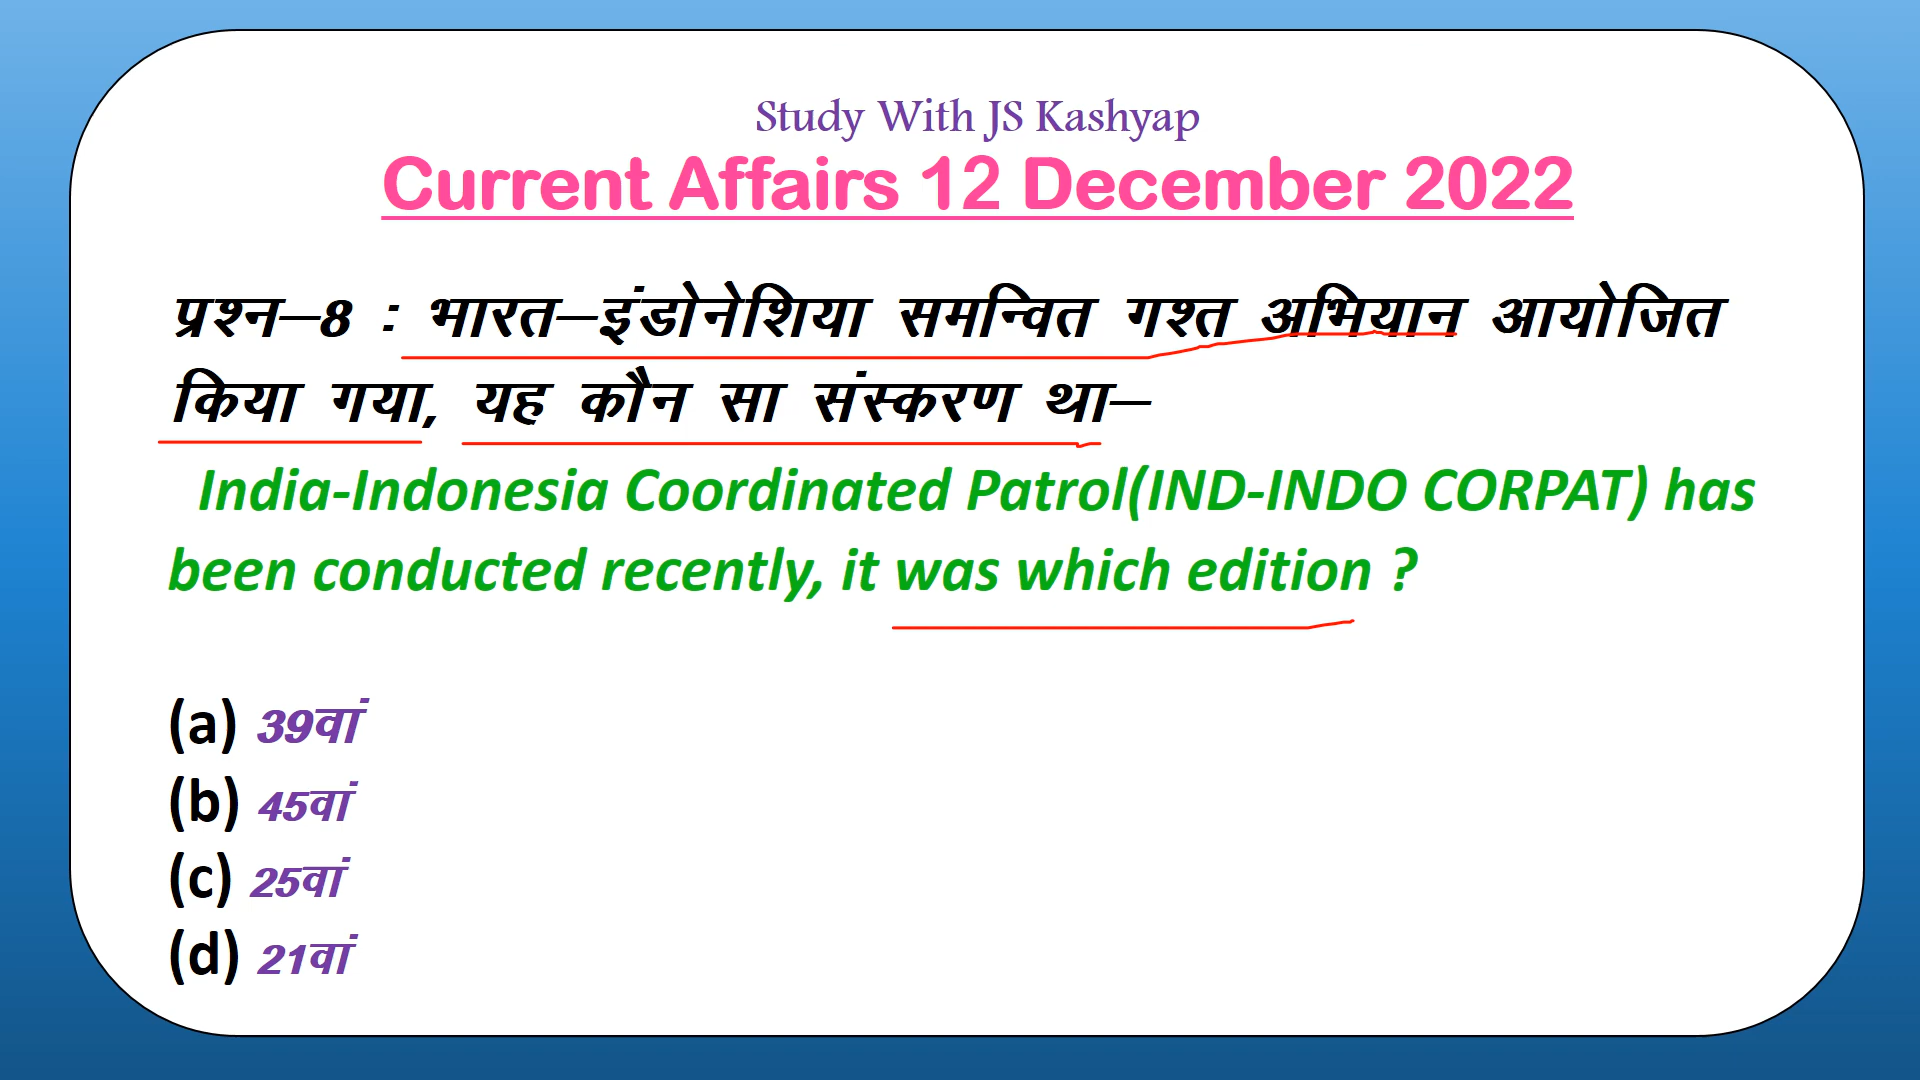 Study With JS Kashyap
Current Affairs 12 December 2022
प्रश्न–8 : भारत–इंडोनेशिया समन्वित गश्त अभियान आयोजित
किया गया, यह कौन सा संस्करण था–
India-Indonesia Coordinated Patrol(IND-INDO CORPAT) has
been conducted recently, it was which edition ?
(a) 39वां
(b) 45वां
(c) 25वां
(d) 21वां